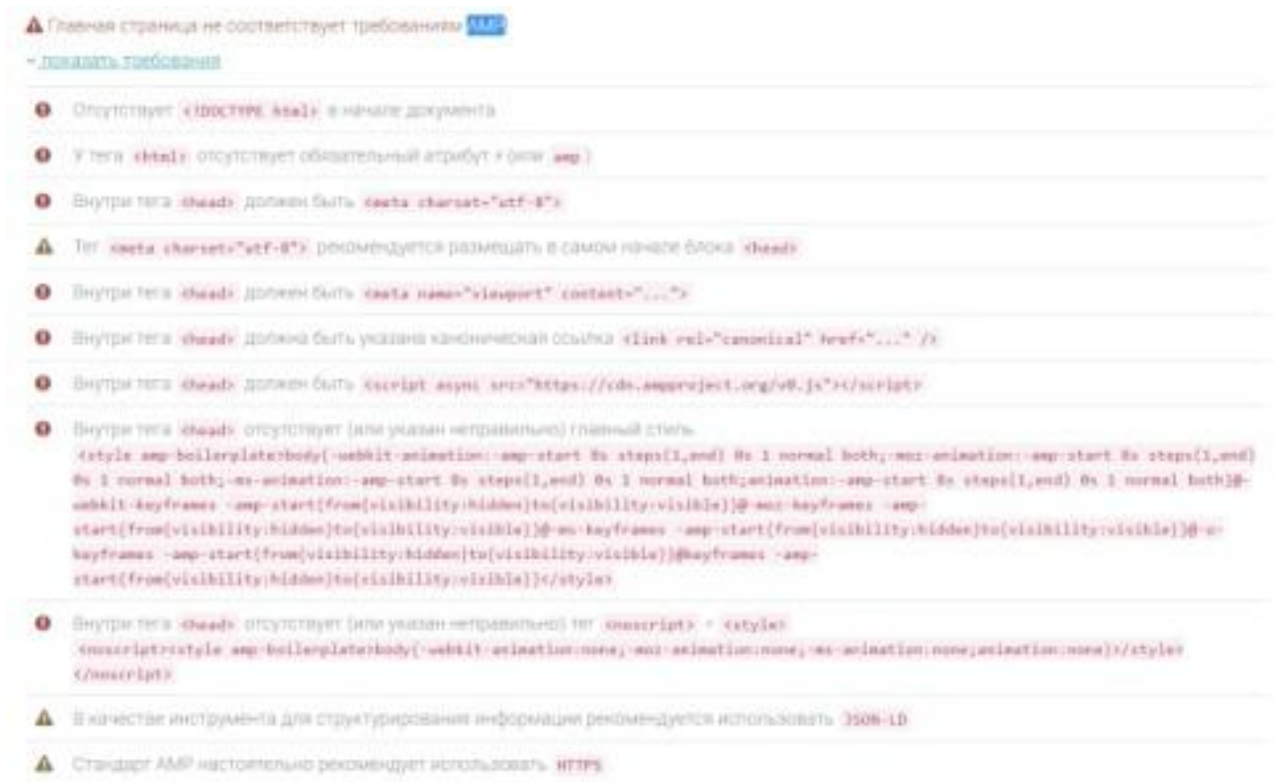 Главная страница не соответствует требованиям AMP
показать требования
Отсутствует <!DOCTYPE html> в начале документа
У тега <html> отсутствует обязательный атрибут ⚡ (или amp )
Внутри тега <head> должен быть <meta charset="utf-8">
Тег <meta charset="utf-8"> рекомендуется размещать в самом начале блока <head>
Внутри тега <head> должен быть <meta name="viewport" content="...">
Внутри тега <head> должна быть указана каноническая ссылка <link rel="canonical" href="..." />
Внутри тега <head> должен быть <script async src="https://cdn.ampproject.org/v0.js"></script>
Внутри тега <head> отсутствует (или указан неправильно) главный стиль
<style amp-boilerplate>body{-webkit-animation:-amp-start 8s steps(1,end) 0s 1 normal both;-moz-animation:-amp-start 8s steps(1,end)
0s 1 normal both;-ms-animation:-amp-start 8s steps(1,end) 0s 1 normal both;animation:-amp-start 8s steps(1,end) 0s 1 normal both}@-
webkit-keyframes -amp-start{from{visibility:hidden}to{visibility:visible}}@-moz-keyframes -amp-
start{from{visibility:hidden}to{visibility:visible}}@-ms-keyframes -amp-start{from{visibility:hidden}to{visibility:visible}}@-o-
keyframes -amp-start{from{visibility:hidden}to{visibility:visible}}@keyframes -amp-
start{from{visibility:hidden}to{visibility:visible}}</style>
Внутри тега <head> отсутствует (или указан неправильно) тег <noscript> + <style>
<noscript><style amp-boilerplate>body{-webkit-animation:none;-moz-animation:none;-ms-animation:none;animation:none}</style>
</noscript>
В качестве инструмента для структурирования информации рекомендуется использовать JSON-LD
Стандарт AMP настоятельно рекомендует использовать HTTPS